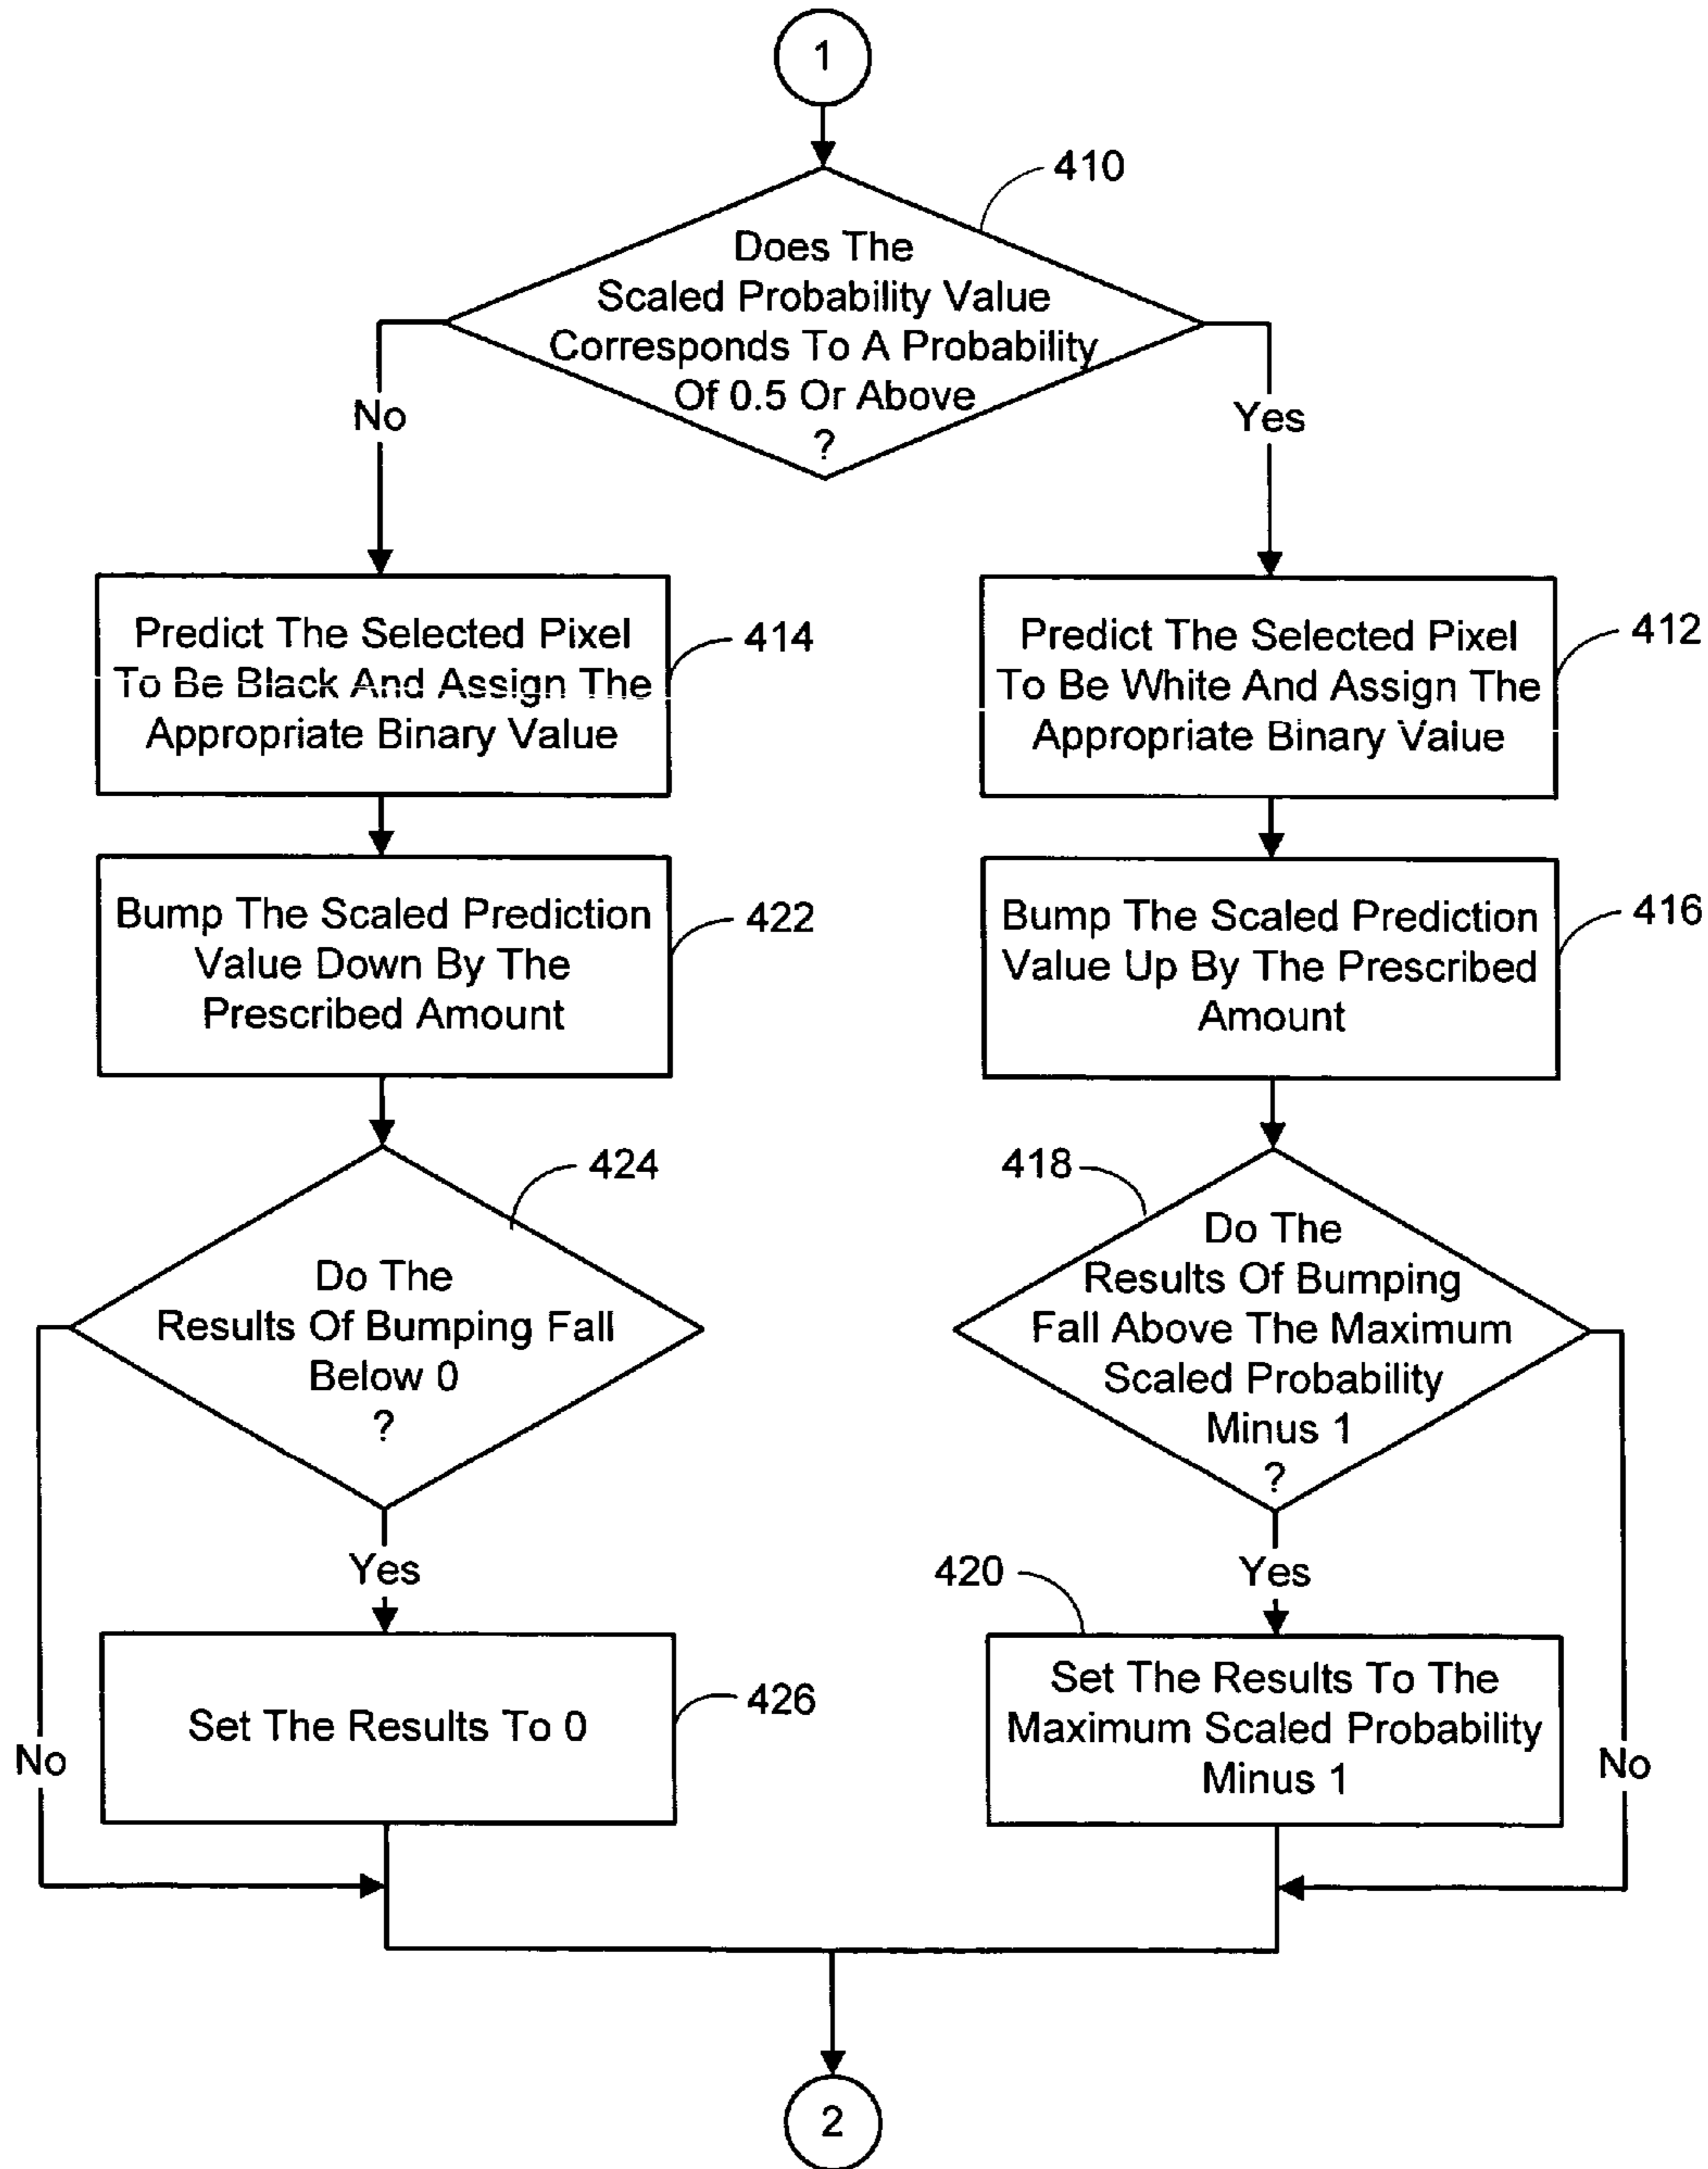 1
410
Does The
Scaled Probability Value
Corresponds To A Probability
Of 0.5 Or Above
?
No
Yes
Predict The Selected Pixel
To Be Black And Assign The
Appropriate Binary Value
414
Predict The Selected Pixel
To Be White And Assign The
Appropriate Binary Value
412
Bump The Scaled Prediction
Value Down By The
Prescribed Amount
422
Bump The Scaled Prediction
Value Up By The Prescribed
Amount
416
424
Do The
Results Of Bumping Fall
Below 0
?
418
Do The
Results Of Bumping
Fall Above The Maximum
Scaled Probability
Minus 1
?
Yes
420
Yes
Set The Results To 0
426
Set The Results To The
Maximum Scaled Probability
Minus 1
No
No
2